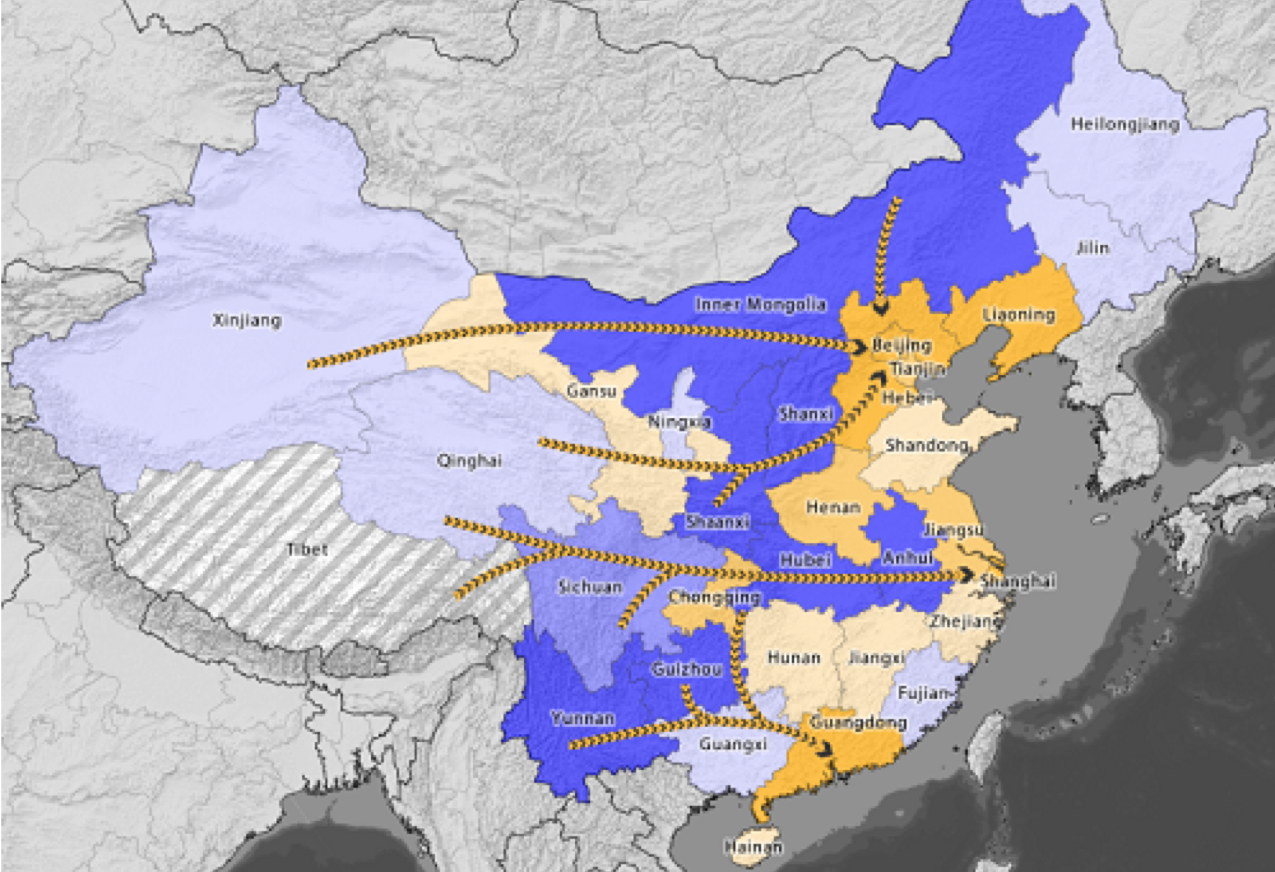 Heilongjiang
Jilin
Inner Mongolia
Xinjiang
Liaoning
Beijing
Tianjin
Gansu
Hebei
Shanxi
Ningxia
Shandong
Qinghai
Henan
Shaanxi
Jiangsu
Tibet
Hubei
Anhui
Shanghai
Sichuan
Chongqing
Zhejiang
Hunan
Jiangxi
Guizhou
Fujian
Yunnan
Guangdong
Guangxi
Hainan